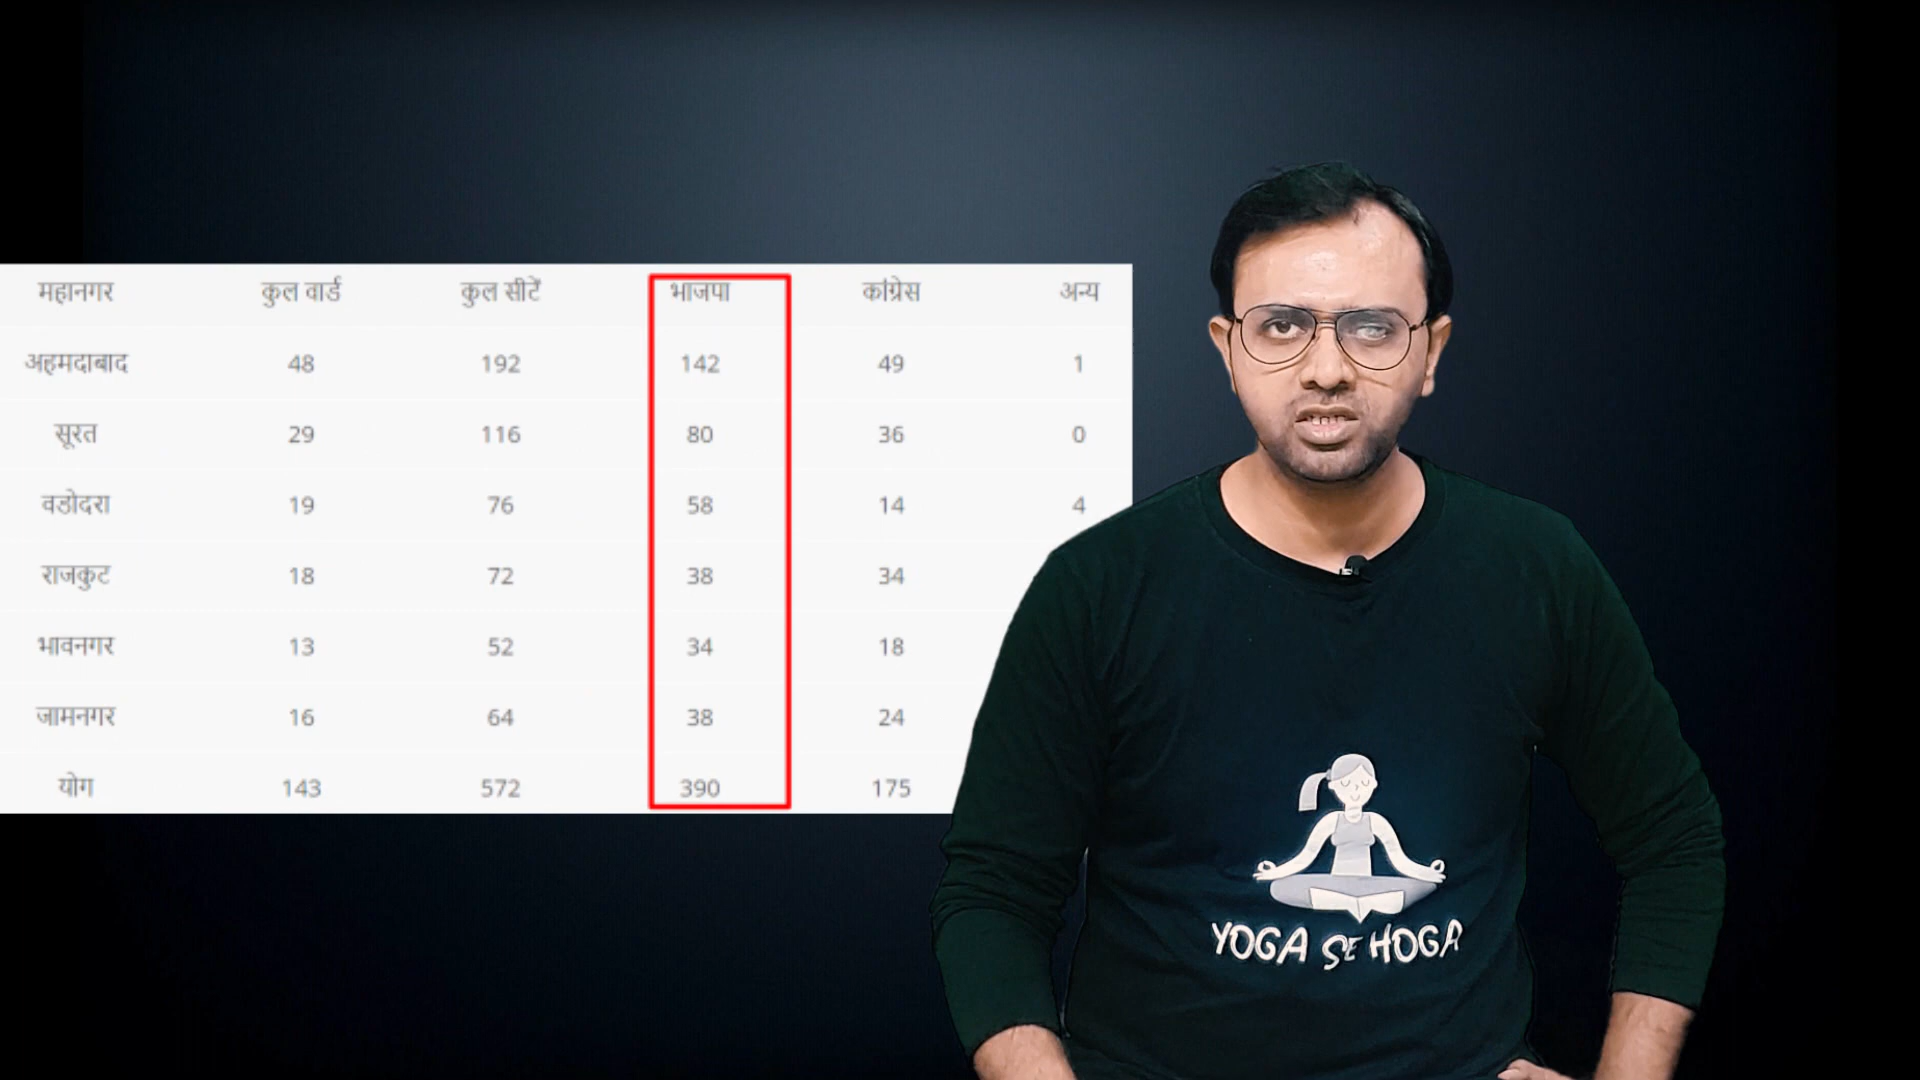 महानगर कुल वार्ड कुल सीटें भाजपा कांग्रेस अन्य
अहमदाबाद 48 192 142 49 1
सूरत 29 116 80 36 0
वडोदरा 19 76 58 14 4
राजकुट 18 72 38 34
भावनगर 13 52 34 18
जामनगर 16 64 38 24
योग 143 572 390 175
YOGA SE HOGA